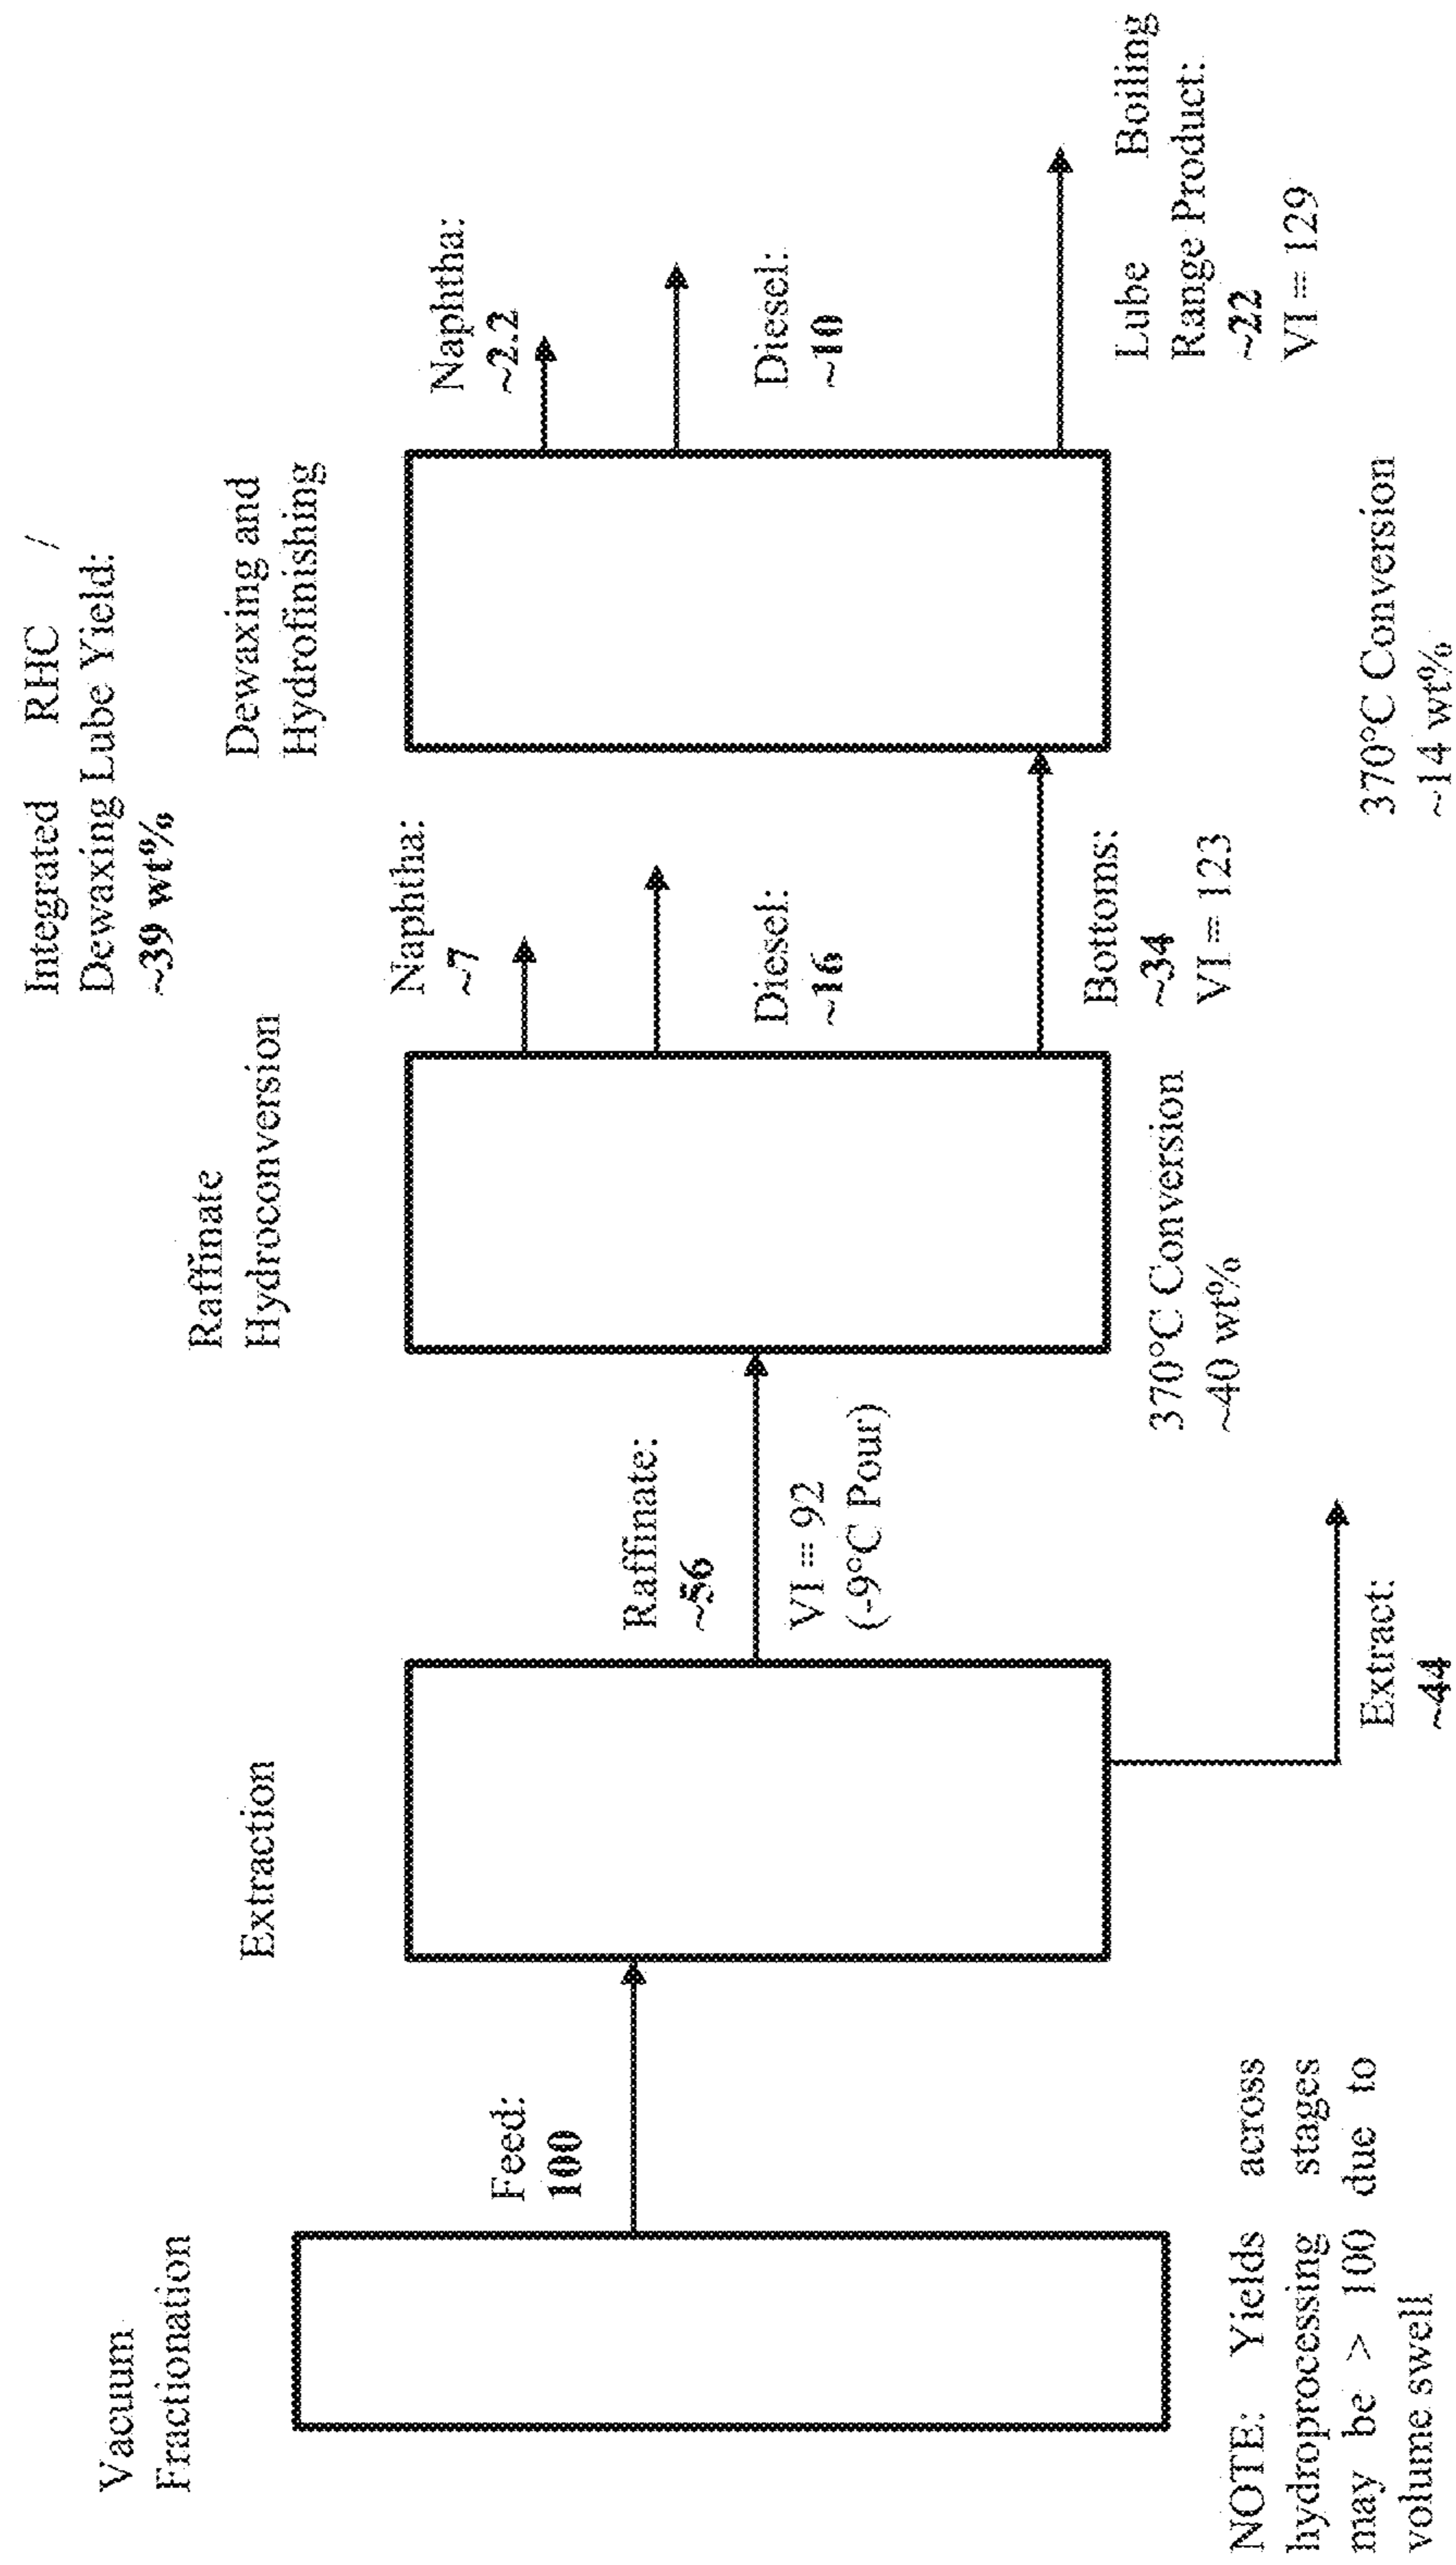 Vacuum
Fractionation
Feed:
100
NOTE: Yields across
hydroprocessing stages
may be > 100 due to
volume swell
Extraction
Raffinate:
~56
VI = 92
(-9°C Pour)
Extract:
~44
Raffinate
Hydroconversion
370°C Conversion
~40 wt%
Naphtha:
~7
Diesel:
~16
Bottoms:
~34
VI = 123
Integrated RHC /
Dewaxing Lube Yield:
~39 wt%
Dewaxing and
Hydrofinishing
370°C Conversion
~14 wt%
Naphtha:
~2.2
Diesel:
~10
Lube Boiling
Range Product:
~22
VI = 129